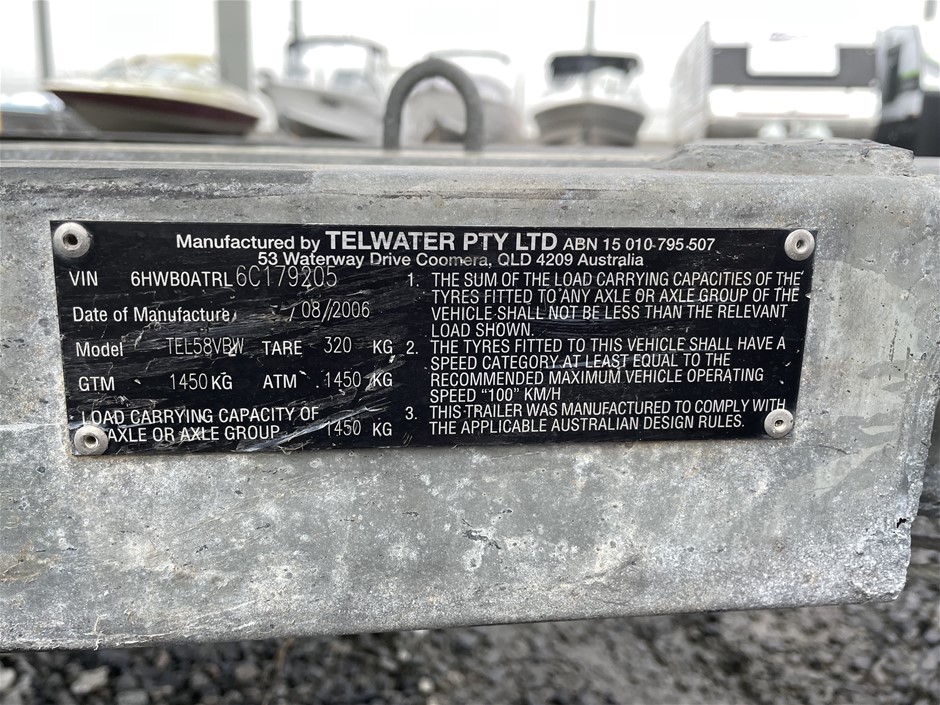 Manufactured by TELWATER PTY LTD ABN 15 010-795-507
53 Waterway Drive Coomera, QLD 4209 Australia
VIN 6HWB0ATRL6C179205
Date of Manufacture 08/2006
Model TEL58VBW TARE 320 KG
GTM 1450 KG ATM 1450 KG
LOAD CARRYING CAPACITY OF
AXLE OR AXLE GROUP 1450 KG
1. THE SUM OF THE LOAD CARRYING CAPACITIES OF THE
TYRES FITTED TO ANY AXLE OR AXLE GROUP OF THE
VEHICLE SHALL NOT BE LESS THAN THE RELEVANT
LOAD SHOWN.
2. THE TYRES FITTED TO THIS VEHICLE SHALL HAVE A
SPEED CATEGORY AT LEAST EQUAL TO THE
RECOMMENDED MAXIMUM VEHICLE OPERATING
SPEED "100" KM/H
3. THIS TRAILER WAS MANUFACTURED TO COMPLY WITH
THE APPLICABLE AUSTRALIAN DESIGN RULES.